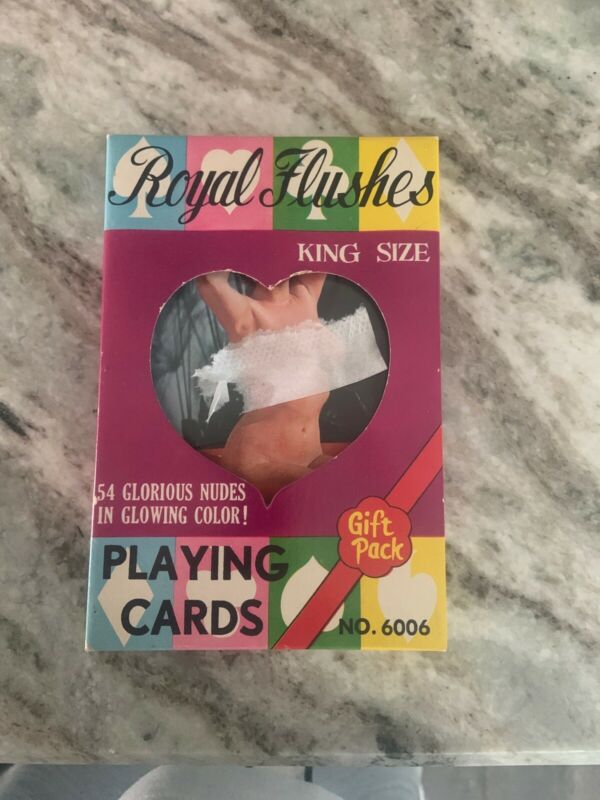 Royal Flushes
KING SIZE
54 GLORIOUS NUDES
IN GLOWING COLOR!
Gift
Pack
PLAYING
CARDS
NO. 6006